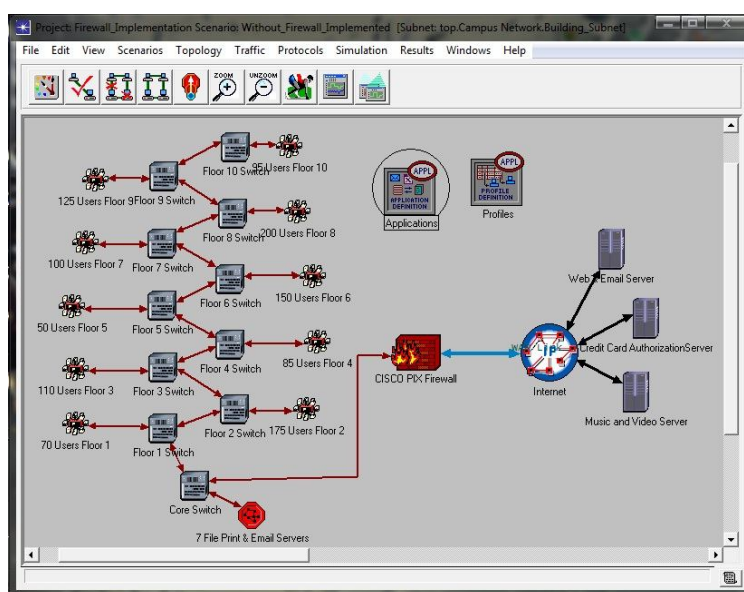 Project: Firewall_Implementation Scenario: Without_Firewall_Implemented [Subnet: top.Campus Network.Building_Subnet]
File Edit View Scenarios Topology Traffic Protocols Simulation Results Windows Help
ZOOM
UNZOOM
Floor 10 Switch
95 Users Floor 10
125 Users Floor 9
Floor 9 Switch
Floor 8 Switch
200 Users Floor 8
100 Users Floor 7
Floor 7 Switch
Floor 6 Switch
150 Users Floor 6
50 Users Floor 5
Floor 5 Switch
Floor 4 Switch
85 Users Floor 4
110 Users Floor 3
Floor 3 Switch
Floor 2 Switch
175 Users Floor 2
70 Users Floor 1
Floor 1 Switch
Core Switch
7 File Print & Email Servers
APPL
APPLICATION
DEFINITION
Applications
APPL
PROFILE
DEFINITION
Profiles
CISCO PIX Firewall
IP
Internet
Email Server
Credit Card AuthorizationServer
Music and Video Server